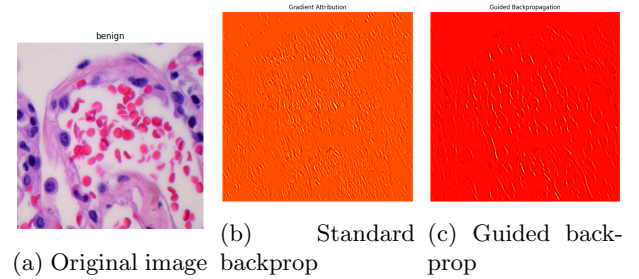 benign
Gradient Attribution
Guided Backpropagation
(a) Original image
(b) Standard
backprop
(c) Guided back-
prop